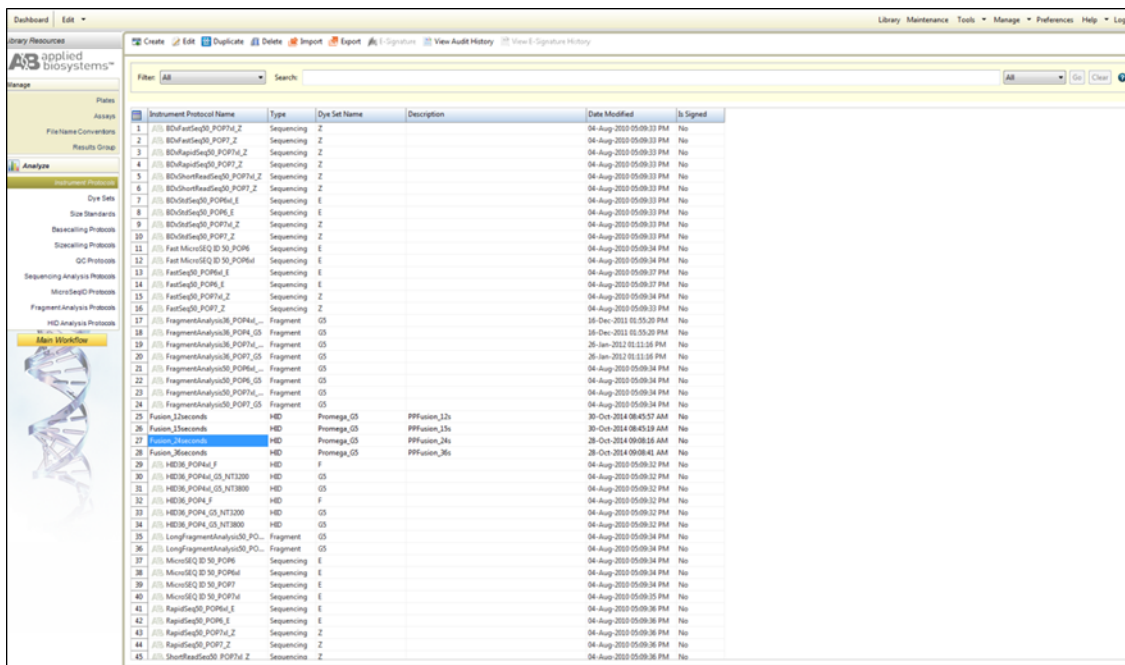 Dashboard Edit
Library Maintenance Tools Manage Preferences Help Log
Library Resources
Create Edit Duplicate Delete Import Export E-Signature View Audit History View E-Signature History
AB applied biosystems™
Filter: All Search: All Go Clear
Manage
Plates
Assays
File Name Conventions
Results Group
Analyze
Instrument Protocols
Dye Sets
Size Standards
Basecalling Protocols
Sizecalling Protocols
QC Protocols
Sequencing Analysis Protocols
MicroSeqID Protocols
Fragment Analysis Protocols
HID Analysis Protocols
Main Workflow
Instrument Protocol Name Type Dye Set Name Description Date Modified Is Signed
1 BDxFastSeq50_POP7xl_Z Sequencing Z 04-Aug-2010 05:09:33 PM No
2 BDxFastSeq50_POP7_Z Sequencing Z 04-Aug-2010 05:09:33 PM No
3 BDxRapidSeq50_POP7xl_Z Sequencing Z 04-Aug-2010 05:09:33 PM No
4 BDxRapidSeq50_POP7_Z Sequencing Z 04-Aug-2010 05:09:33 PM No
5 BDxShortReadSeq50_POP7xl_Z Sequencing Z 04-Aug-2010 05:09:33 PM No
6 BDxShortReadSeq50_POP7_Z Sequencing Z 04-Aug-2010 05:09:33 PM No
7 BDxStdSeq50_POP6xl_E Sequencing E 04-Aug-2010 05:09:33 PM No
8 BDxStdSeq50_POP6_E Sequencing E 04-Aug-2010 05:09:33 PM No
9 BDxStdSeq50_POP7xl_Z Sequencing Z 04-Aug-2010 05:09:33 PM No
10 BDxStdSeq50_POP7_Z Sequencing Z 04-Aug-2010 05:09:33 PM No
11 Fast MicroSEQ ID 50_POP6 Sequencing E 04-Aug-2010 05:09:34 PM No
12 Fast MicroSEQ ID 50_POP6xl Sequencing E 04-Aug-2010 05:09:34 PM No
13 FastSeq50_POP6xl_E Sequencing E 04-Aug-2010 05:09:37 PM No
14 FastSeq50_POP6_E Sequencing E 04-Aug-2010 05:09:37 PM No
15 FastSeq50_POP7xl_Z Sequencing Z 04-Aug-2010 05:09:34 PM No
16 FastSeq50_POP7_Z Sequencing Z 04-Aug-2010 05:09:33 PM No
17 FragmentAnalysis36_POP4xl_... Fragment G5 16-Dec-2011 01:55:20 PM No
18 FragmentAnalysis36_POP4_G5 Fragment G5 16-Dec-2011 01:55:20 PM No
19 FragmentAnalysis36_POP7xl_... Fragment G5 26-Jan-2012 01:11:16 PM No
20 FragmentAnalysis36_POP7_G5 Fragment G5 26-Jan-2012 01:11:16 PM No
21 FragmentAnalysis50_POP6xl_... Fragment G5 04-Aug-2010 05:09:34 PM No
22 FragmentAnalysis50_POP6_G5 Fragment G5 04-Aug-2010 05:09:34 PM No
23 FragmentAnalysis50_POP7xl_... Fragment G5 04-Aug-2010 05:09:34 PM No
24 FragmentAnalysis50_POP7_G5 Fragment G5 04-Aug-2010 05:09:34 PM No
25 Fusion_12seconds HID Promega_G5 PPFusion_12s 30-Oct-2014 08:45:57 AM No
26 Fusion_15seconds HID Promega_G5 PPFusion_15s 30-Oct-2014 08:45:19 AM No
27 Fusion_24seconds HID Promega_G5 PPFusion_24s 28-Oct-2014 09:08:16 AM No
28 Fusion_36seconds HID Promega_G5 PPFusion_36s 28-Oct-2014 09:08:41 AM No
29 HID36_POP4xl_F HID F 04-Aug-2010 05:09:32 PM No
30 HID36_POP4xl_G5_NT3200 HID G5 04-Aug-2010 05:09:32 PM No
31 HID36_POP4xl_G5_NT3800 HID G5 04-Aug-2010 05:09:32 PM No
32 HID36_POP4_F HID F 04-Aug-2010 05:09:32 PM No
33 HID36_POP4_G5_NT3200 HID G5 04-Aug-2010 05:09:32 PM No
34 HID36_POP4_G5_NT3800 HID G5 04-Aug-2010 05:09:32 PM No
35 LongFragmentAnalysis50_PO... Fragment G5 04-Aug-2010 05:09:34 PM No
36 LongFragmentAnalysis50_PO... Fragment G5 04-Aug-2010 05:09:34 PM No
37 MicroSEQ ID 50_POP6 Sequencing E 04-Aug-2010 05:09:34 PM No
38 MicroSEQ ID 50_POP6xl Sequencing E 04-Aug-2010 05:09:34 PM No
39 MicroSEQ ID 50_POP7 Sequencing E 04-Aug-2010 05:09:34 PM No
40 MicroSEQ ID 50_POP7xl Sequencing E 04-Aug-2010 05:09:35 PM No
41 RapidSeq50_POP6xl_E Sequencing E 04-Aug-2010 05:09:36 PM No
42 RapidSeq50_POP6_E Sequencing E 04-Aug-2010 05:09:36 PM No
43 RapidSeq50_POP7xl_Z Sequencing Z 04-Aug-2010 05:09:36 PM No
44 RapidSeq50_POP7_Z Sequencing Z 04-Aug-2010 05:09:36 PM No
45 ShortReadSeq50_POP7xl_Z Sequencing Z 04-Aug-2010 05:09:36 PM No